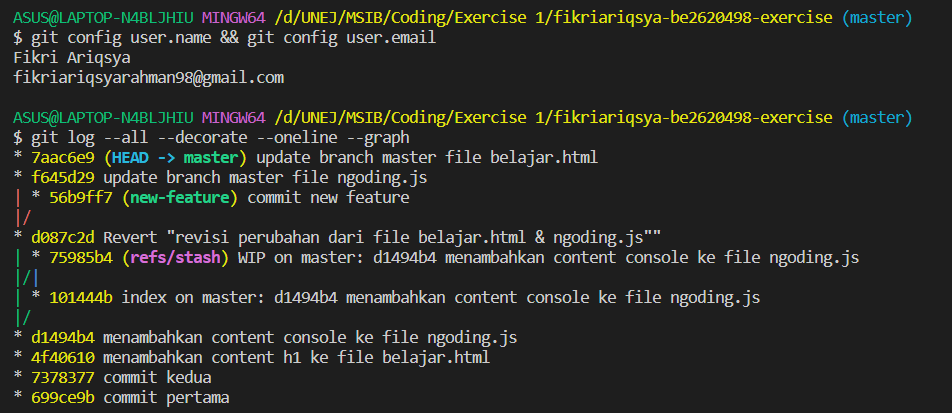 ASUS@LAPTOP-N4BLJHIU MINGW64 /d/UNEJ/MSIB/Coding/Exercise 1/fikriariqsya-be2620498-exercise (master)
$ git config user.name && git config user.email
Fikri Ariqsya
fikriariqsyarahman98@gmail.com

ASUS@LAPTOP-N4BLJHIU MINGW64 /d/UNEJ/MSIB/Coding/Exercise 1/fikriariqsya-be2620498-exercise (master)
$ git log --all --decorate --oneline --graph
* 7aac6e9 (HEAD -> master) update branch master file belajar.html
* f645d29 update branch master file ngoding.js
| * 56b9ff7 (new-feature) commit new feature
|/
* d087c2d Revert "revisi perubahan dari file belajar.html & ngoding.js""
| * 75985b4 (refs/stash) WIP on master: d1494b4 menambahkan content console ke file ngoding.js
|/|
| * 101444b index on master: d1494b4 menambahkan content console ke file ngoding.js
|/
* d1494b4 menambahkan content console ke file ngoding.js
* 4f40610 menambahkan content h1 ke file belajar.html
* 7378377 commit kedua
* 699ce9b commit pertama